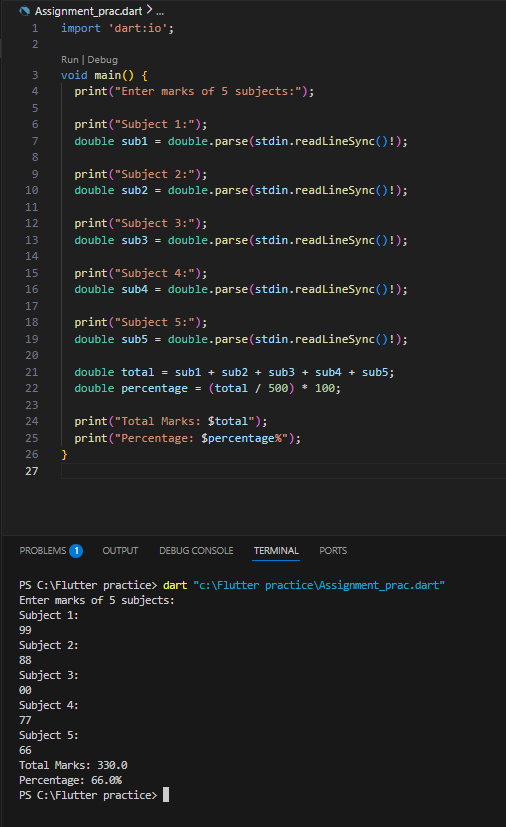 Assignment_prac.dart > ...
1 import 'dart:io';
2
Run | Debug
3 void main() {
4   print("Enter marks of 5 subjects:");
5
6   print("Subject 1:");
7   double sub1 = double.parse(stdin.readLineSync()!);
8
9   print("Subject 2:");
10   double sub2 = double.parse(stdin.readLineSync()!);
11
12   print("Subject 3:");
13   double sub3 = double.parse(stdin.readLineSync()!);
14
15   print("Subject 4:");
16   double sub4 = double.parse(stdin.readLineSync()!);
17
18   print("Subject 5:");
19   double sub5 = double.parse(stdin.readLineSync()!);
20
21   double total = sub1 + sub2 + sub3 + sub4 + sub5;
22   double percentage = (total / 500) * 100;
23
24   print("Total Marks: $total");
25   print("Percentage: $percentage%");
26 }
27
PROBLEMS 1 OUTPUT DEBUG CONSOLE TERMINAL PORTS
PS C:\Flutter practice> dart "c:\Flutter practice\Assignment_prac.dart"
Enter marks of 5 subjects:
Subject 1:
99
Subject 2:
88
Subject 3:
00
Subject 4:
77
Subject 5:
66
Total Marks: 330.0
Percentage: 66.0%
PS C:\Flutter practice>